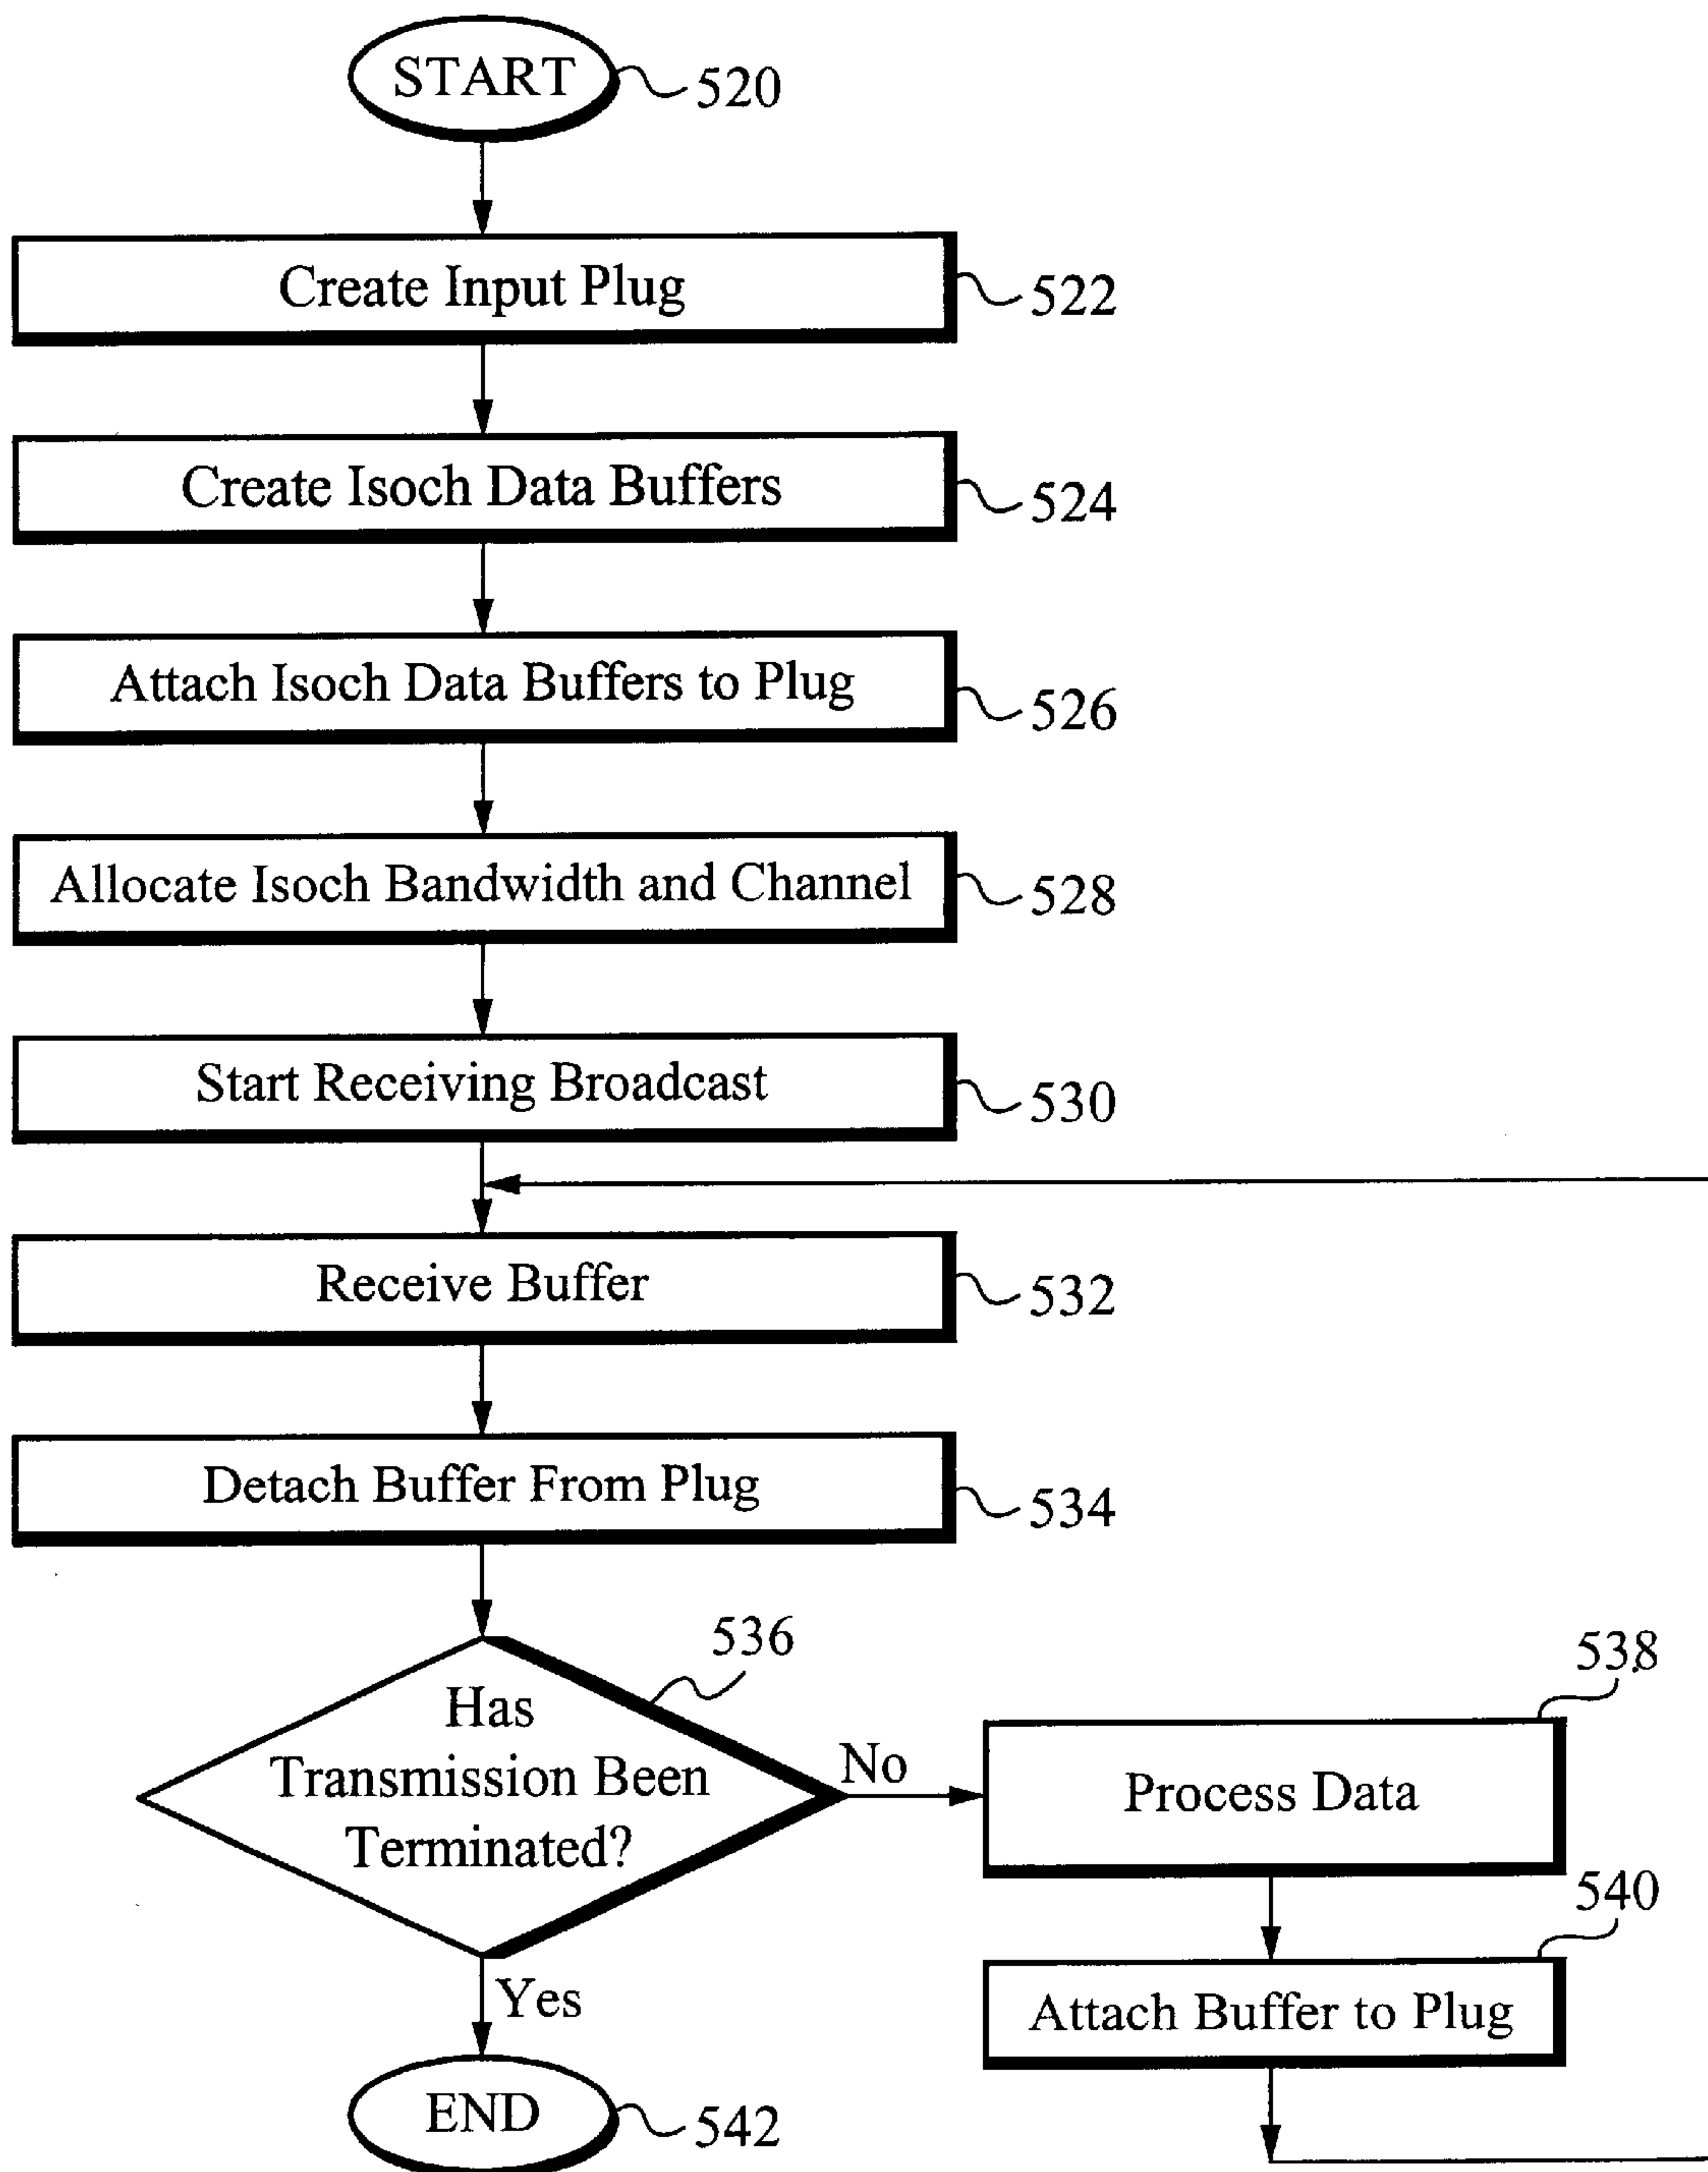 START
520
Create Input Plug
522
Create Isoch Data Buffers
524
Attach Isoch Data Buffers to Plug
526
Allocate Isoch Bandwidth and Channel
528
Start Receiving Broadcast
530
Receive Buffer
532
Detach Buffer From Plug
534
536
Has
Transmission Been
Terminated?
No
538
Process Data
540
Attach Buffer to Plug
Yes
END
542